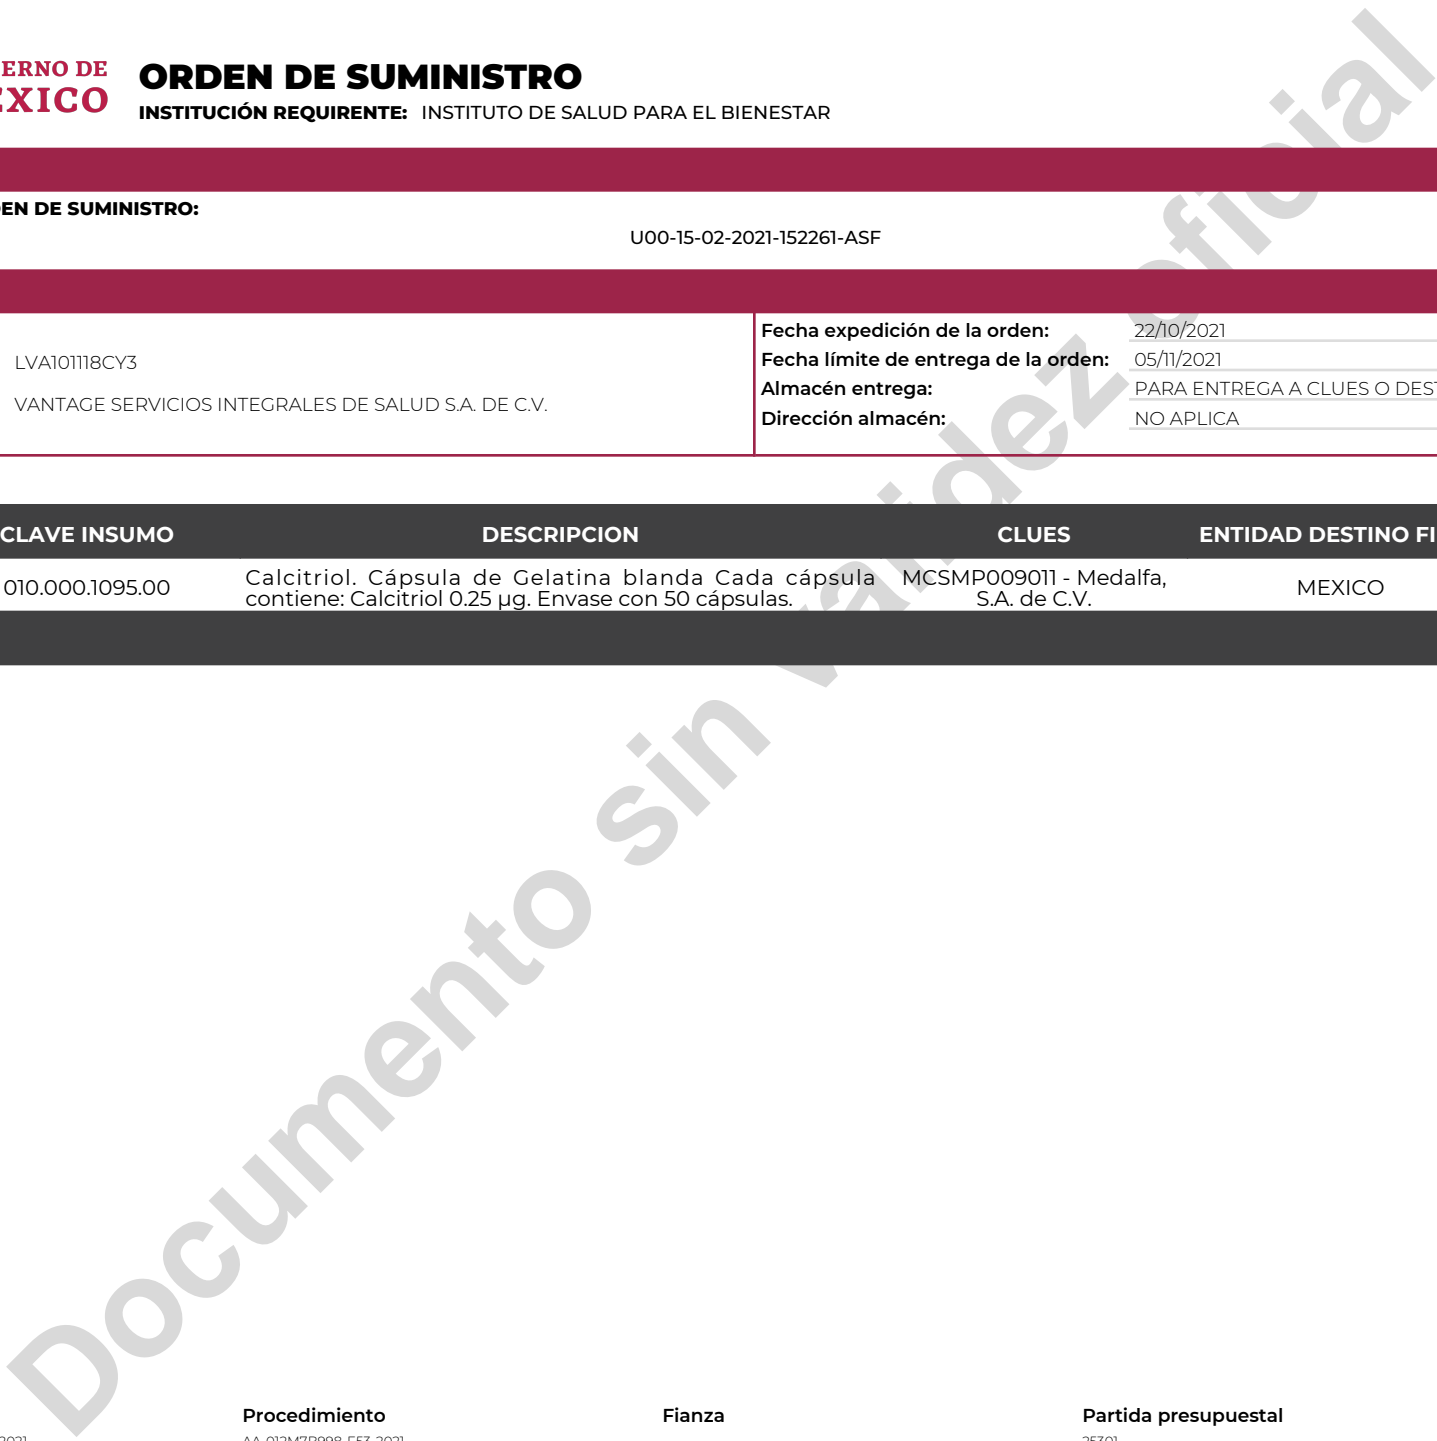 ERNO DE
ORDEN DE SUMINISTRO
EXICO
INSTITUCIÓN REQUIRENTE: INSTITUTO DE SALUD PARA EL BIENESTAR
EN DE SUMINISTRO:
U00-15-02-2021-152261-ASF
Fecha expedición de la orden: 22/10/2021
LVA101118CY3
Fecha límite de entrega de la orden: 05/11/2021
Almacén entrega: PARA ENTREGA A CLUES O DEST
VANTAGE SERVICIOS INTEGRALES DE SALUD S.A. DE C.V.
Dirección almacén: NO APLICA
CLAVE INSUMO DESCRIPCION CLUES ENTIDAD DESTINO FI
010.000.1095.00
Calcitriol. Cápsula de Gelatina blanda Cada cápsula
contiene: Calcitriol 0.25 µg. Envase con 50 cápsulas.
MCSMP009011 - Medalfa,
S.A. de C.V.
MEXICO
Documento sin validez oficial
Procedimiento Fianza Partida presupuestal